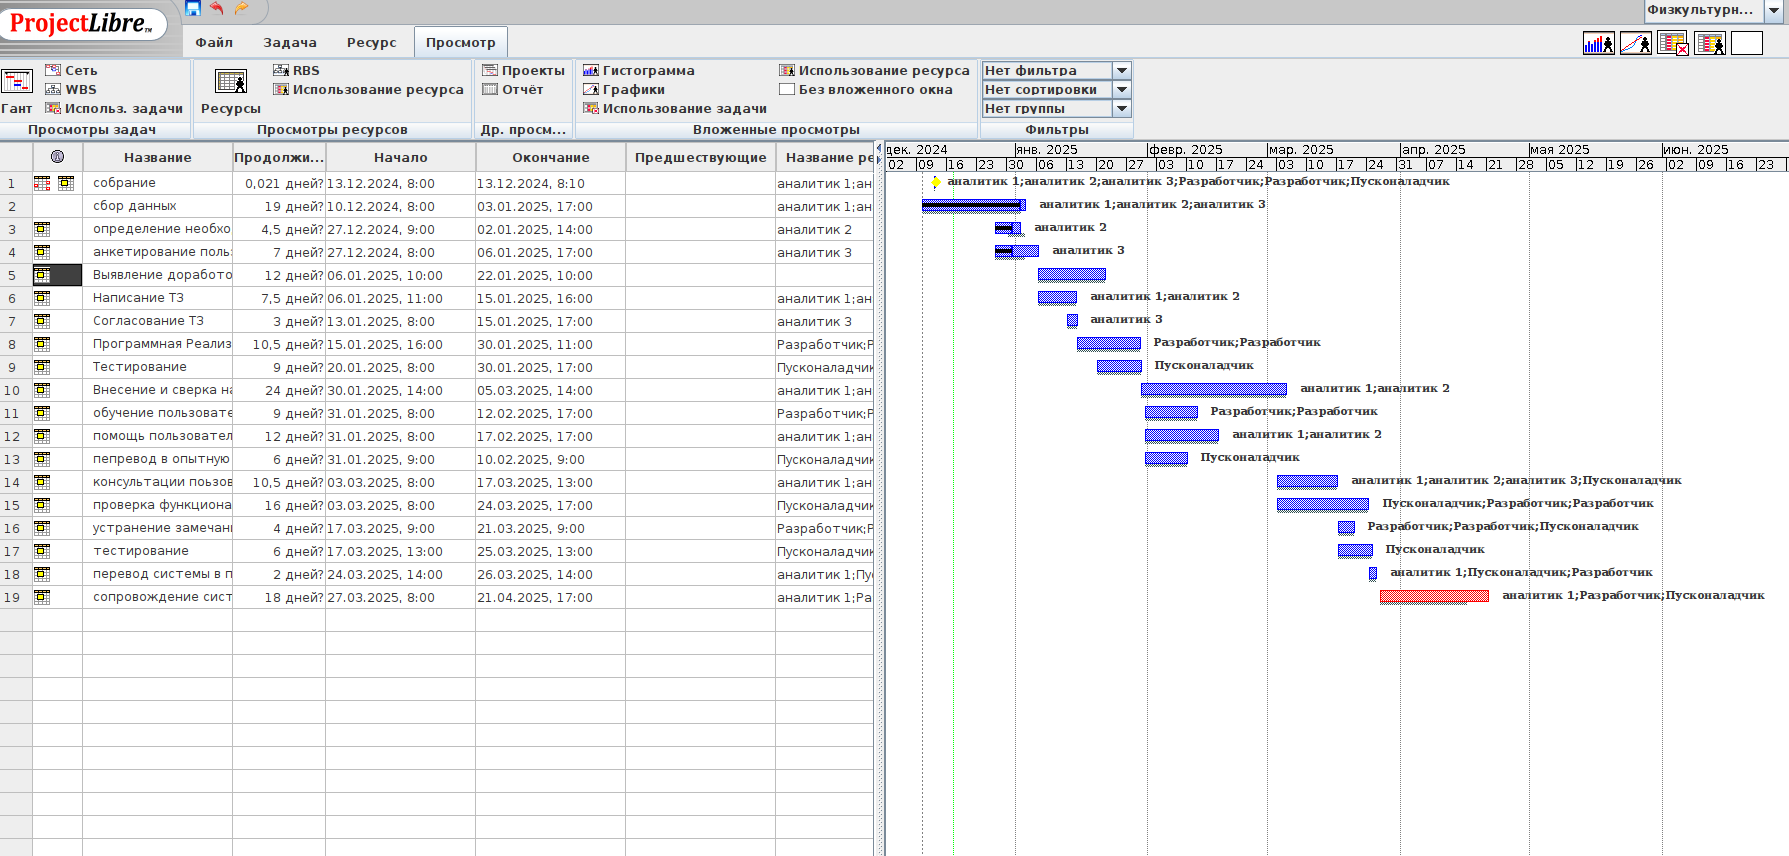 ProjectLibre™
Физкультурн...
Файл Задача Ресурс Просмотр
Гант
Сеть
WBS
Использ. задачи
Просмотры задач
Ресурсы
RBS
Использование ресурса
Просмотры ресурсов
Проекты
Отчёт
Др. просм...
Гистограмма
Графики
Использование задачи
Использование ресурса
Без вложенного окна
Вложенные просмотры
Нет фильтра
Нет сортировки
Нет группы
Фильтры
Название Продолжи... Начало Окончание Предшествующие Название ре
дек. 2024 янв. 2025 февр. 2025 мар. 2025 апр. 2025 мая 2025 июн. 2025
02 09 16 23 30 06 13 20 27 03 10 17 24 03 10 17 24 31 07 14 21 28 05 12 19 26 02 09 16 23
1 собрание 0,021 дней? 13.12.2024, 8:00 13.12.2024, 8:10 аналитик 1;ан аналитик 1;аналитик 2;аналитик 3;Разработчик;Разработчик;Пусконаладчик
2 сбор данных 19 дней? 10.12.2024, 8:00 03.01.2025, 17:00 аналитик 1;ан аналитик 1;аналитик 2;аналитик 3
3 определение необхо 4,5 дней? 27.12.2024, 9:00 02.01.2025, 14:00 аналитик 2 аналитик 2
4 анкетирование поль 7 дней? 27.12.2024, 8:00 06.01.2025, 17:00 аналитик 3 аналитик 3
5 Выявление доработо 12 дней? 06.01.2025, 10:00 22.01.2025, 10:00
6 Написание ТЗ 7,5 дней? 06.01.2025, 11:00 15.01.2025, 16:00 аналитик 1;ан аналитик 1;аналитик 2
7 Согласование ТЗ 3 дней? 13.01.2025, 8:00 15.01.2025, 17:00 аналитик 3 аналитик 3
8 Программная Реализ 10,5 дней? 15.01.2025, 16:00 30.01.2025, 11:00 Разработчик;Р Разработчик;Разработчик
9 Тестирование 9 дней? 20.01.2025, 8:00 30.01.2025, 17:00 Пусконаладчик Пусконаладчик
10 Внесение и сверка на 24 дней? 30.01.2025, 14:00 05.03.2025, 14:00 аналитик 1;ан аналитик 1;аналитик 2
11 обучение пользовате 9 дней? 31.01.2025, 8:00 12.02.2025, 17:00 Разработчик;Р Разработчик;Разработчик
12 помощь пользовател 12 дней? 31.01.2025, 8:00 17.02.2025, 17:00 аналитик 1;ан аналитик 1;аналитик 2
13 пепревод в опытную 6 дней? 31.01.2025, 9:00 10.02.2025, 9:00 Пусконаладчик Пусконаладчик
14 консультации поьзов 10,5 дней? 03.03.2025, 8:00 17.03.2025, 13:00 аналитик 1;ан аналитик 1;аналитик 2;аналитик 3;Пусконаладчик
15 проверка функциона 16 дней? 03.03.2025, 8:00 24.03.2025, 17:00 Пусконаладчик Пусконаладчик;Разработчик;Разработчик
16 устранение замечан 4 дней? 17.03.2025, 9:00 21.03.2025, 9:00 Разработчик;Р Разработчик;Разработчик;Пусконаладчик
17 тестирование 6 дней? 17.03.2025, 13:00 25.03.2025, 13:00 Пусконаладчик Пусконаладчик
18 перевод системы в п 2 дней? 24.03.2025, 14:00 26.03.2025, 14:00 аналитик 1;Пу аналитик 1;Пусконаладчик;Разработчик
19 сопровождение сист 18 дней? 27.03.2025, 8:00 21.04.2025, 17:00 аналитик 1;Ра аналитик 1;Разработчик;Пусконаладчик